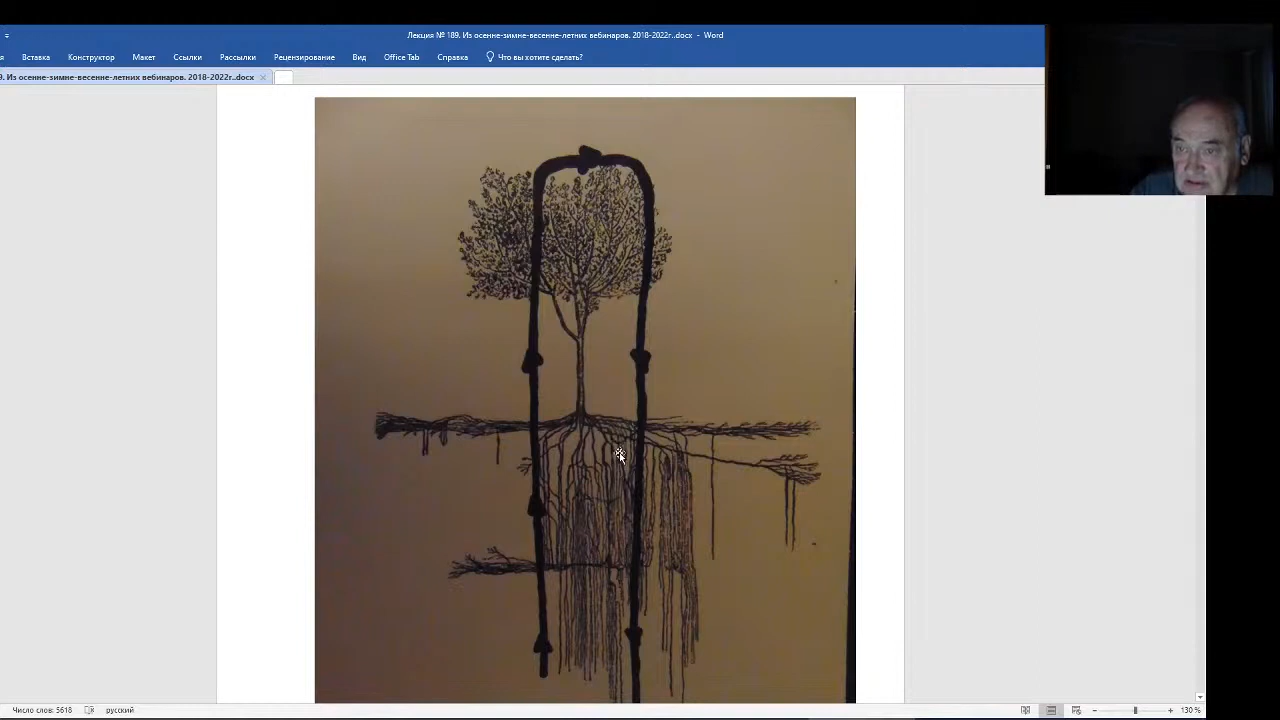 Лекция № 189. Из осенне-зимне-весенне-летних вебинаров. 2018-2022г..docx - Word
я Вставка Конструктор Макет Ссылки Рассылки Рецензирование Вид Office Tab Справка Что вы хотите сделать?
9. Из осенне-зимне-весенне-летних вебинаров. 2018-2022г..docx
Число слов: 5618 русский 130 %